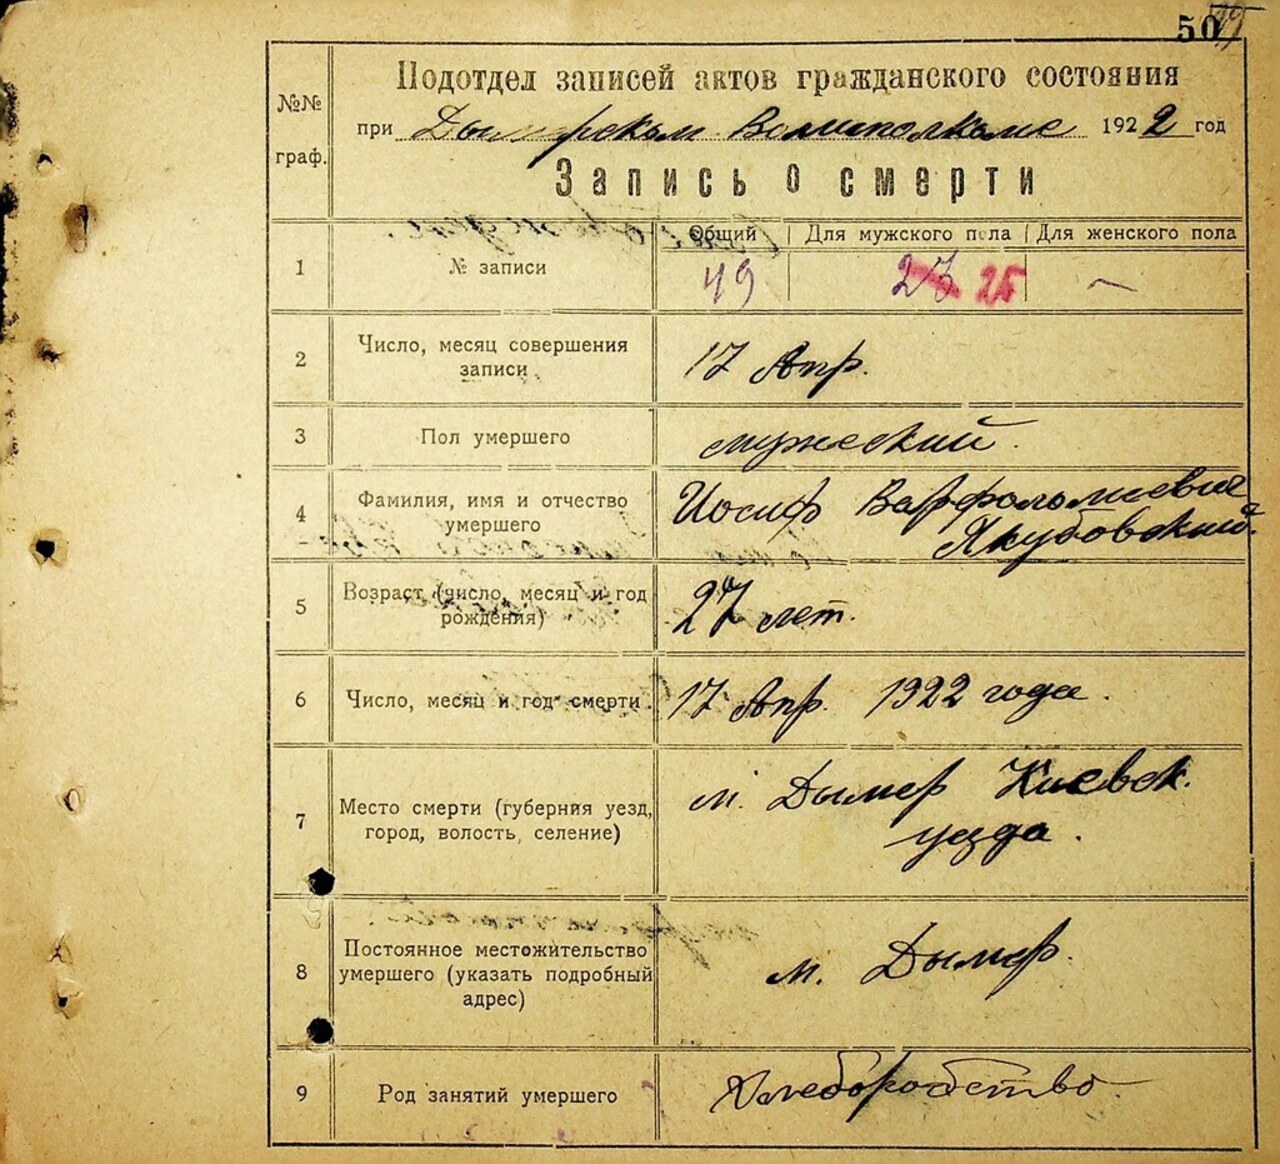 50
№№ граф.
Подотдел записей актов гражданского состояния
при Дымерском Волисполкоме 1922 год
Запись о смерти
Общий | Для мужского пола | Для женского пола
1 № записи 49 23 25 —
2 Число, месяц совершения
записи 17 Апр.
3 Пол умершего мужеский.
4 Фамилия, имя и отчество
умершего Иосиф Варфоломиевич
Якубовский.
5 Возраст (число, месяц и год
рождения) 27 лет.
6 Число, месяц и год смерти. 17 Апр. 1922 года.
7 Место смерти (губерния уезд,
город, волость, селение) м. Дымер Киевск.
уезда.
8 Постоянное местожительство
умершего (указать подробный
адрес) м. Дымер.
9 Род занятий умершего Хлеборобство.